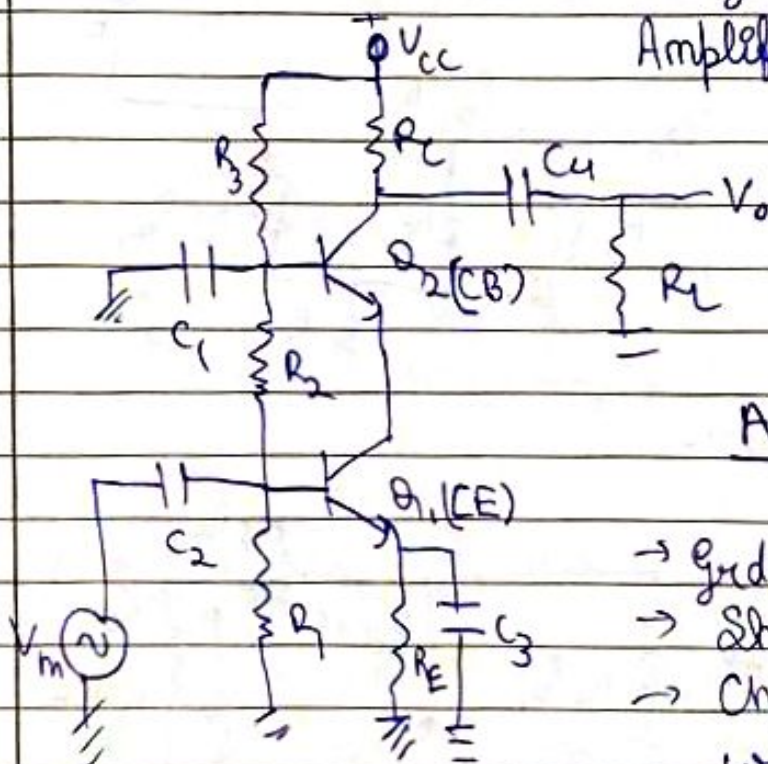 VCC
Amplif
R3
RC
C4
Vo
Q2(CB)
RL
C1
R2
A
Q1(CE)
C2
→ Grd
Vin
R1
C3
→ Sh
RE
→ Ch